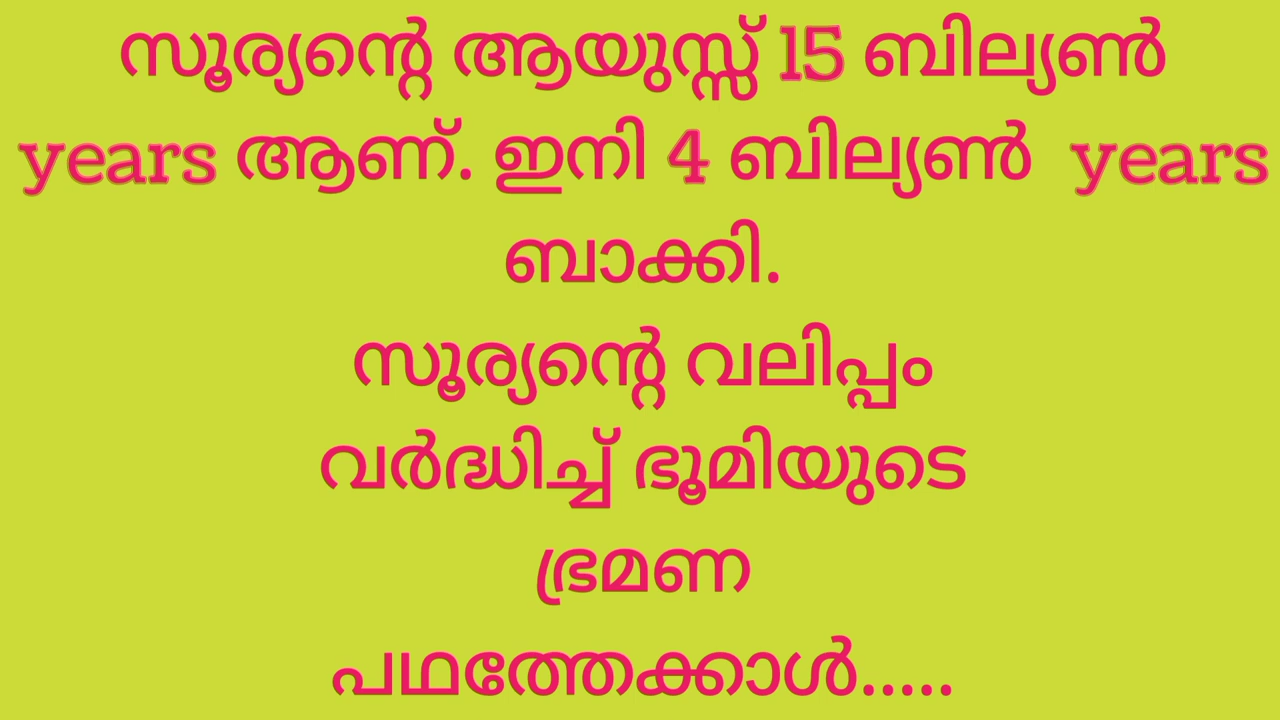 സൂര്യന്റെ ആയുസ്സ് 15 ബില്യൺ
years ആണ്. ഇനി 4 ബില്യൺ years
ബാക്കി.
സൂര്യന്റെ വലിപ്പം
വർദ്ധിച്ച് ഭൂമിയുടെ
ഭ്രമണ
പഥത്തേക്കാൾ.....